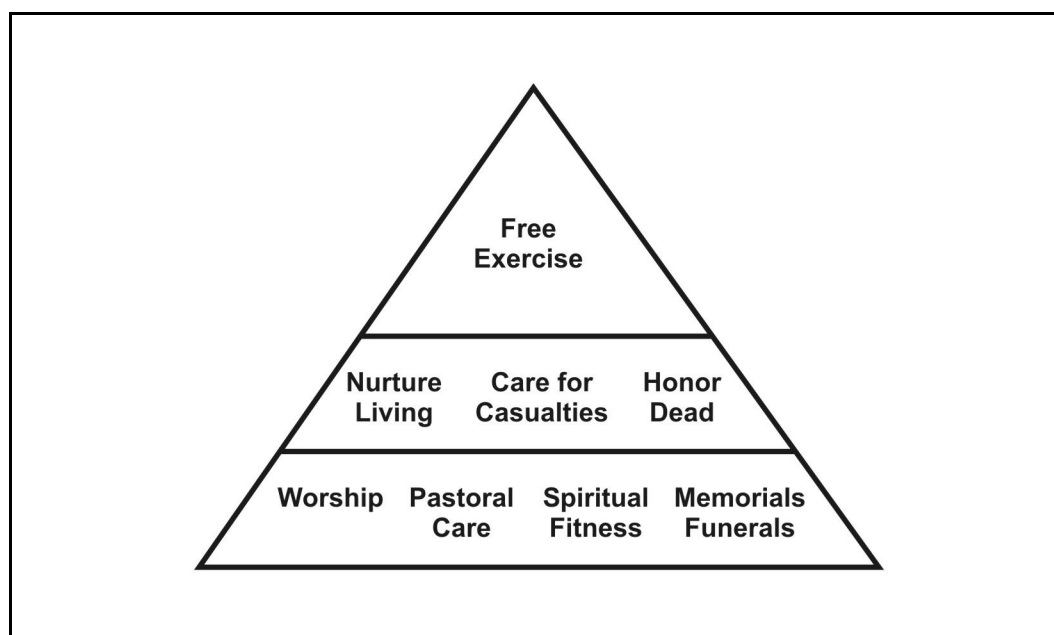 Free
Exercise
Nurture
Living
Care for
Casualties
Honor
Dead
Worship
Pastoral
Care
Spiritual
Fitness
Memorials
Funerals